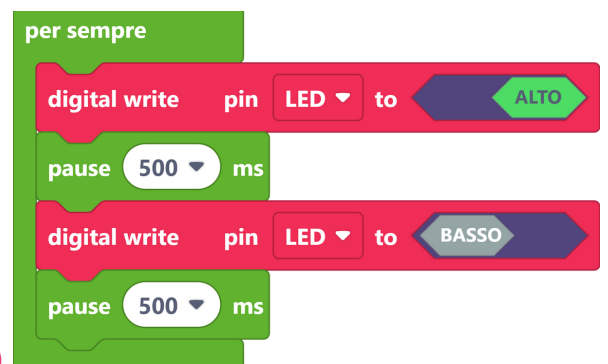 per sempre
digital write pin LED to ALTO
pause 500 ms
digital write pin LED to BASSO
pause 500 ms